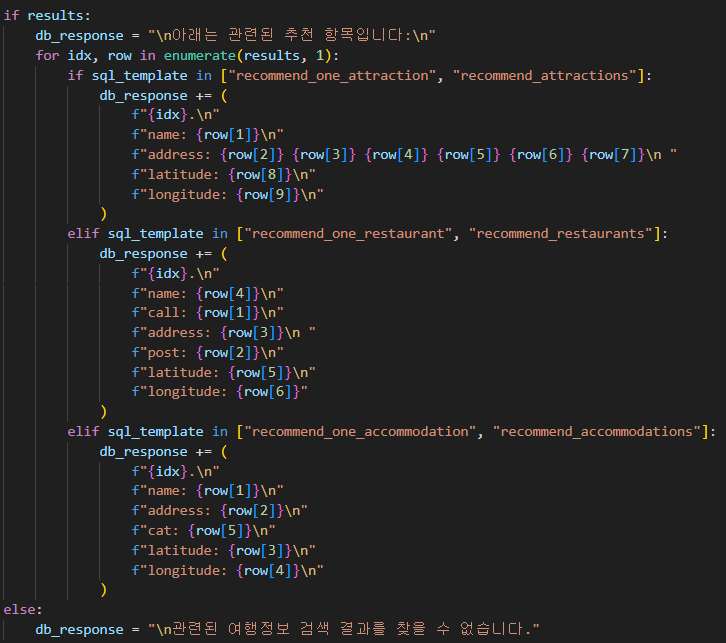 if results:
    db_response = "\n아래는 관련된 추천 항목입니다:\n"
    for idx, row in enumerate(results, 1):
        if sql_template in ["recommend_one_attraction", "recommend_attractions"]:
            db_response += (
                f"{idx}.\n"
                f"name: {row[1]}\n"
                f"address: {row[2]} {row[3]} {row[4]} {row[5]} {row[6]} {row[7]}\n "
                f"latitude: {row[8]}\n"
                f"longitude: {row[9]}\n"
            )
        elif sql_template in ["recommend_one_restaurant", "recommend_restaurants"]:
            db_response += (
                f"{idx}.\n"
                f"name: {row[4]}\n"
                f"call: {row[1]}\n"
                f"address: {row[3]}\n "
                f"post: {row[2]}\n"
                f"latitude: {row[5]}\n"
                f"longitude: {row[6]}"
            )
        elif sql_template in ["recommend_one_accommodation", "recommend_accommodations"]:
            db_response += (
                f"{idx}.\n"
                f"name: {row[1]}\n"
                f"address: {row[2]}\n"
                f"cat: {row[5]}\n"
                f"latitude: {row[3]}\n"
                f"longitude: {row[4]}\n"
            )
else:
    db_response = "\n관련된 여행정보 검색 결과를 찾을 수 없습니다."